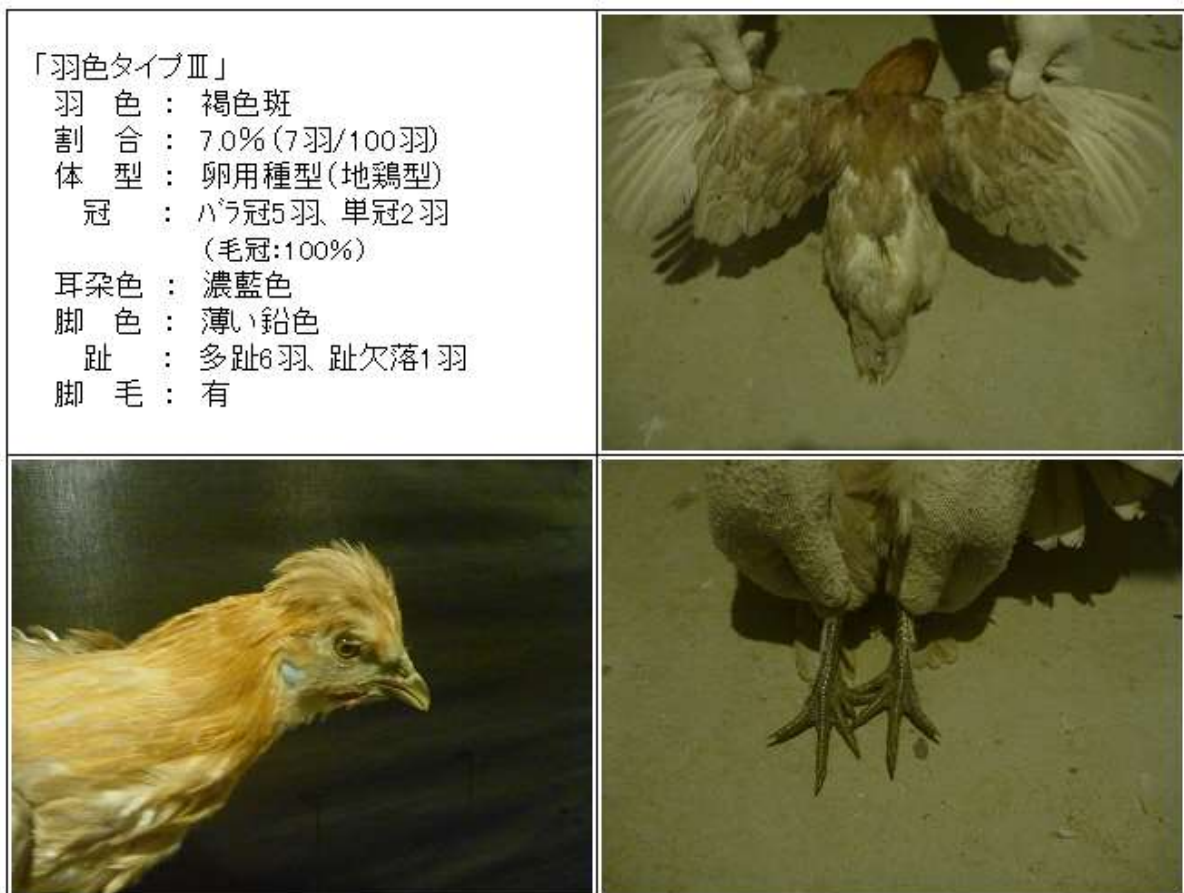 「羽色タイプⅢ」
羽 色 : 褐色斑
割 合 : 7.0%(7羽/100羽)
体 型 : 卵用種型(地鶏型)
冠 : バラ冠5羽、単冠2羽
(毛冠:100%)
耳朶色 : 濃藍色
脚 色 : 薄い鉛色
趾 : 多趾6羽、趾欠落1羽
脚 毛 : 有